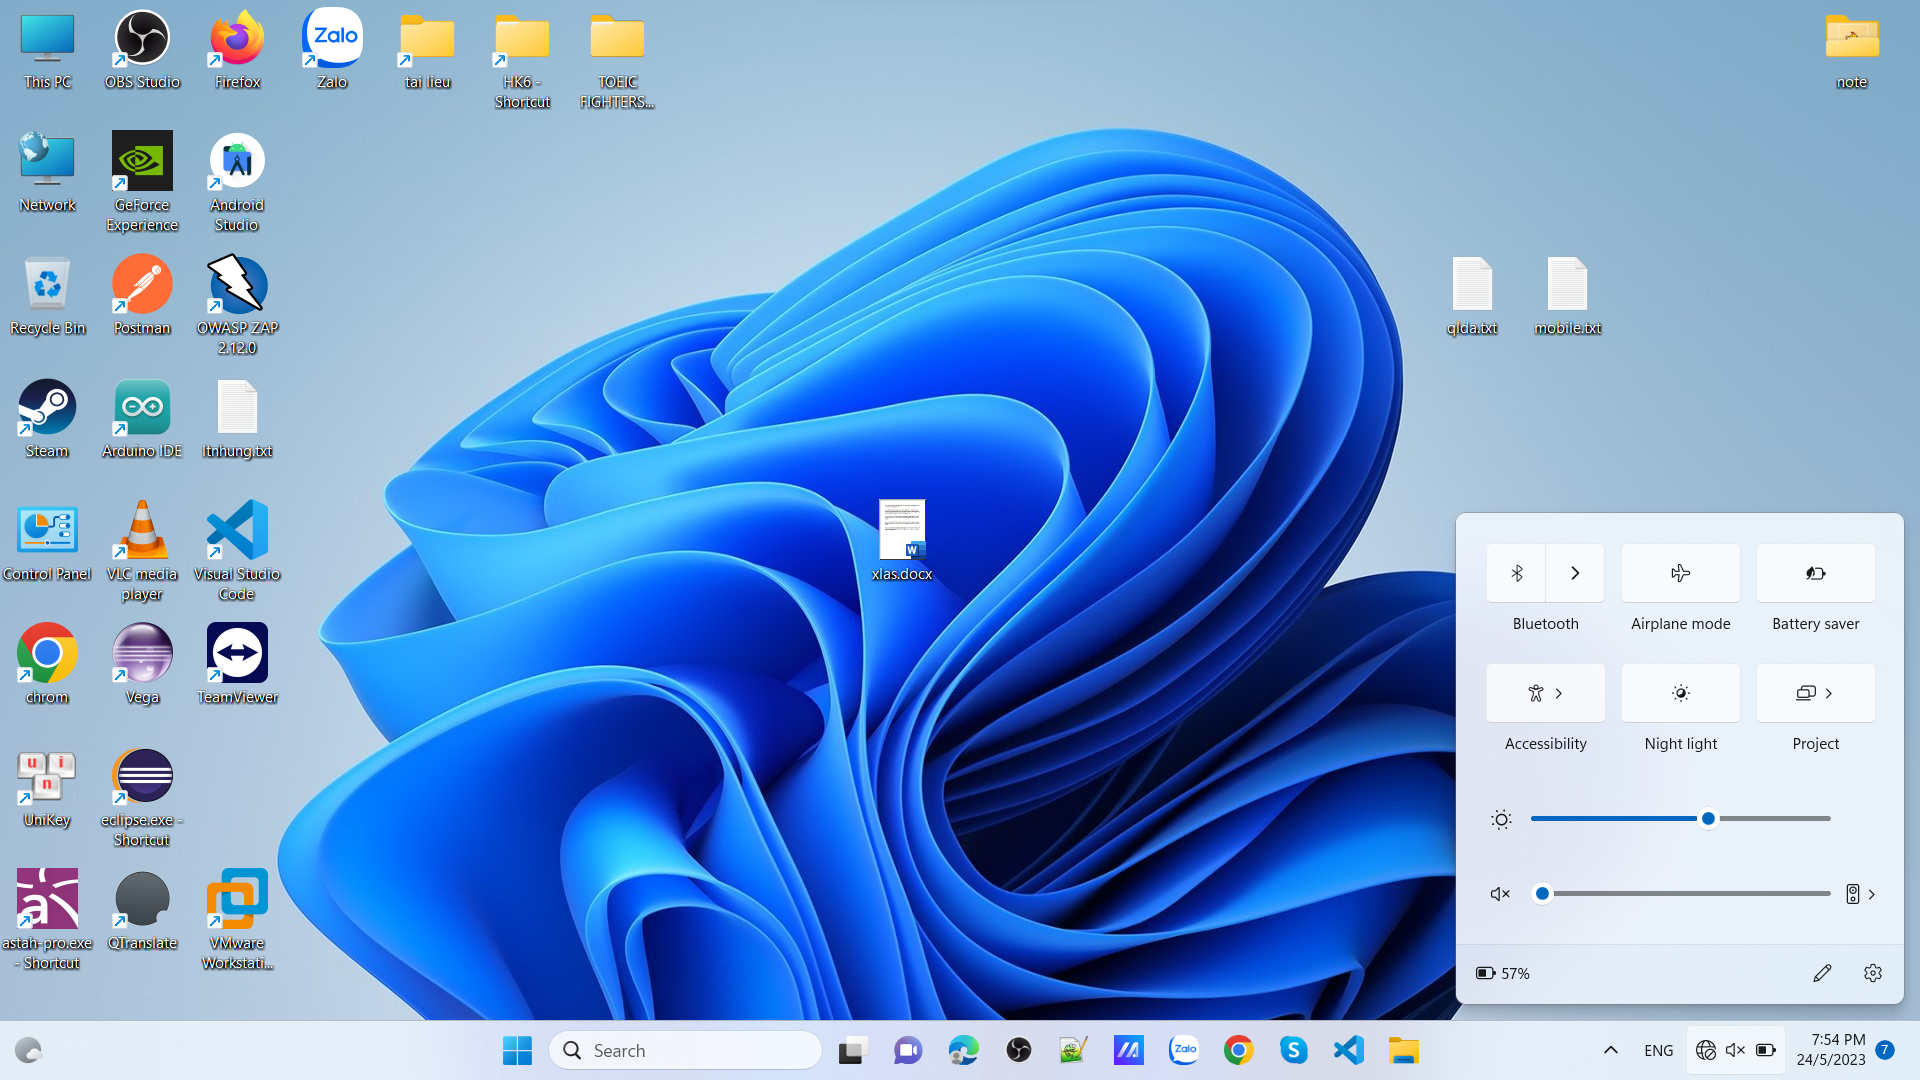 This PC
OBS Studio
Firefox
Zalo
Zalo
tai lieu
HK6 -
Shortcut
TOEIC
FIGHTERS...
note
Network
GeForce
Experience
Android
Studio
Recycle Bin
Postman
OWASP ZAP
2.12.0
qlda.txt
mobile.txt
Steam
Arduino IDE
ltnhung.txt
Control Panel
VLC media
player
Visual Studio
Code
W
xlas.docx
Bluetooth
Airplane mode
Battery saver
chrom
Vega
TeamViewer
Accessibility
Night light
Project
u i
n
UniKey
eclipse.exe -
Shortcut
a
astah-pro.exe
- Shortcut
QTranslate
VMware
Workstati...
57%
Search
Zalo
S
ENG
7:54 PM
24/5/2023
7